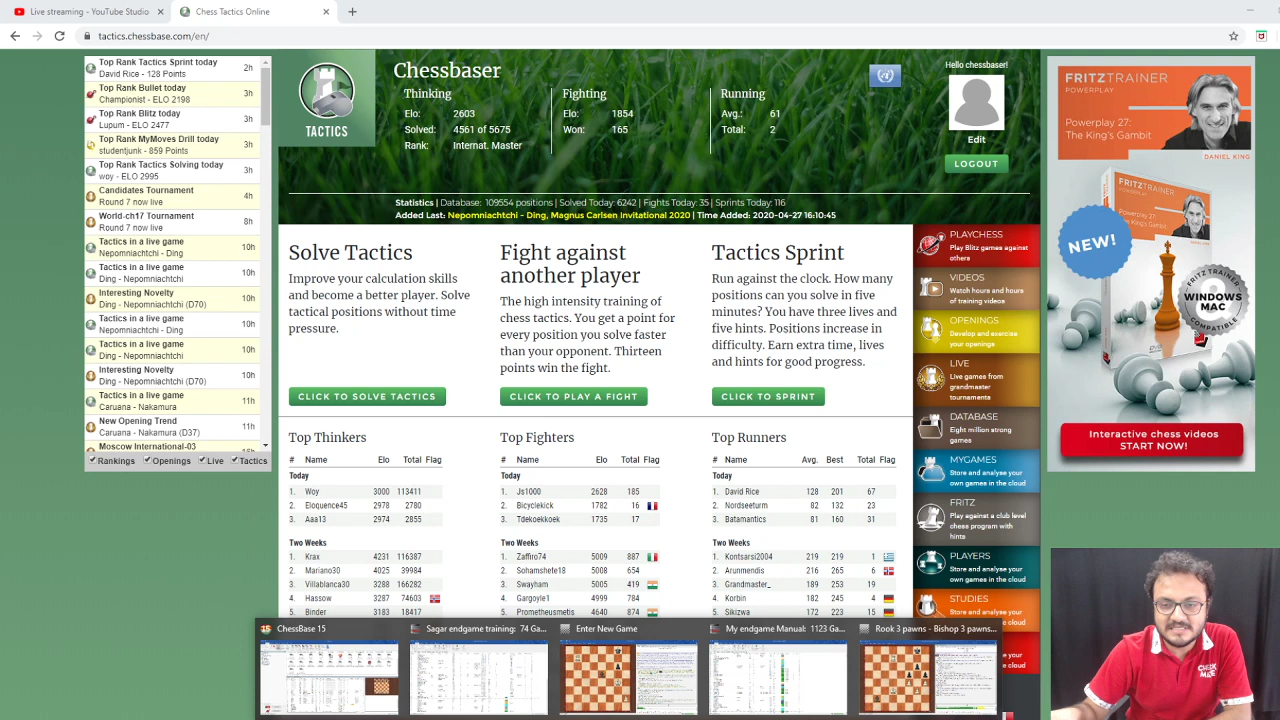 Live streaming - YouTube Studio
Chess Tactics Online
tactics.chessbase.com/en/
Top Rank Tactics Sprint today
David Rice - 128 Points
2h
Top Rank Bullet today
Championist - ELO 2198
3h
Top Rank Blitz today
Lupum - ELO 2477
3h
Top Rank MyMoves Drill today
studentjunk - 859 Points
3h
Top Rank Tactics Solving today
woy - ELO 2995
3h
Candidates Tournament
Round 7 now live
4h
World-ch17 Tournament
Round 7 now live
8h
Tactics in a live game
Nepomniachtchi - Ding
10h
Tactics in a live game
Ding - Nepomniachtchi
10h
Interesting Novelty
Ding - Nepomniachtchi (D70)
10h
Tactics in a live game
Nepomniachtchi - Ding
10h
Tactics in a live game
Ding - Nepomniachtchi
10h
Interesting Novelty
Ding - Nepomniachtchi (D70)
10h
Tactics in a live game
Caruana - Nakamura
11h
New Opening Trend
Caruana - Nakamura (D37)
11h
Moscow International-03
Rankings Openings Live Tactics
TACTICS
Chessbaser
Thinking
Elo: 2603
Solved: 4561 of 5675
Rank: Internat. Master
Fighting
Elo: 1854
Won: 165
Running
Avg.: 61
Total: 2
Hello chessbaser!
Edit
LOGOUT
Statistics | Database: 109554 positions | Solved Today: 6242 | Fights Today: 35 | Sprints Today: 116
Added Last: Nepomniachtchi - Ding, Magnus Carlsen Invitational 2020 | Time Added: 2020-04-27 16:10:45
Solve Tactics
Improve your calculation skills
and become a better player. Solve
tactical positions without time
pressure.
CLICK TO SOLVE TACTICS
Fight against
another player
The high intensity training of
chess tactics. You get a point for
every position you solve faster
than your opponent. Thirteen
points win the fight.
CLICK TO PLAY A FIGHT
Tactics Sprint
Run against the clock. How many
positions can you solve in five
minutes? You have three lives and
five hints. Positions increase in
difficulty. Earn extra time, lives
and hints for good progress.
CLICK TO SPRINT
Top Thinkers
# Name Elo Total Flag
Today
1. Woy 3000 113411
2. Eloquence45 2978 2780
3. Aaa13 2974 2855
Two Weeks
1. Krax 4231 116387
2. Mariano30 4025 39984
3. Villablanca30 3288 166282
4. Hassow 3200 74603
5. Binder 3183 18417
Top Fighters
# Name Elo Total Flag
Today
1. Js1000 2628 185
2. Bicyclekick 1782 16
3. Tdekoekkoek 1735 17
Two Weeks
1. Zaffiro74 5009 887
2. Sohamshete18 5008 654
3. Swayham 5005 419
4. Gargoyle1 4999 784
5. Prometheusmetis 4640 874
Top Runners
# Name Avg. Best Total Flag
Today
1. David Rice 128 201 67
2. Nordseeturm 82 132 23
3. Batamantics 81 160 31
Two Weeks
1. Kontsarsi2004 219 219 1
2. Arunmendis 216 265 6
3. Grandmaster_ 189 253 19
4. Korbin 182 245 1
5. Sikizwa 172 223 15
PLAYCHESS
Play Blitz games against
others
VIDEOS
Watch hours and hours
of training videos
OPENINGS
Develop and exercise
your openings
LIVE
Live games from
grandmaster
tournaments
DATABASE
Eight million strong
games
MYGAMES
Store and analyse your
own games in the cloud
FRITZ
Play against a club level
chess program with
hints
PLAYERS
Store and analyse your
own games in the cloud
STUDIES
Store and analyse your
own games in the cloud
FRITZTRAINER
POWERPLAY
Powerplay 27:
The King's Gambit
DANIEL KING
NEW!
FRITZTRAINER
WINDOWS
MAC
COMPATIBLE
Interactive chess videos
START NOW!
Chessbase 15
Sagar endgame training: 74 Ga...
Enter New Game
My endgame Manual: 1123 Ga...
Rook 3 pawns - Bishop 3 pawns...